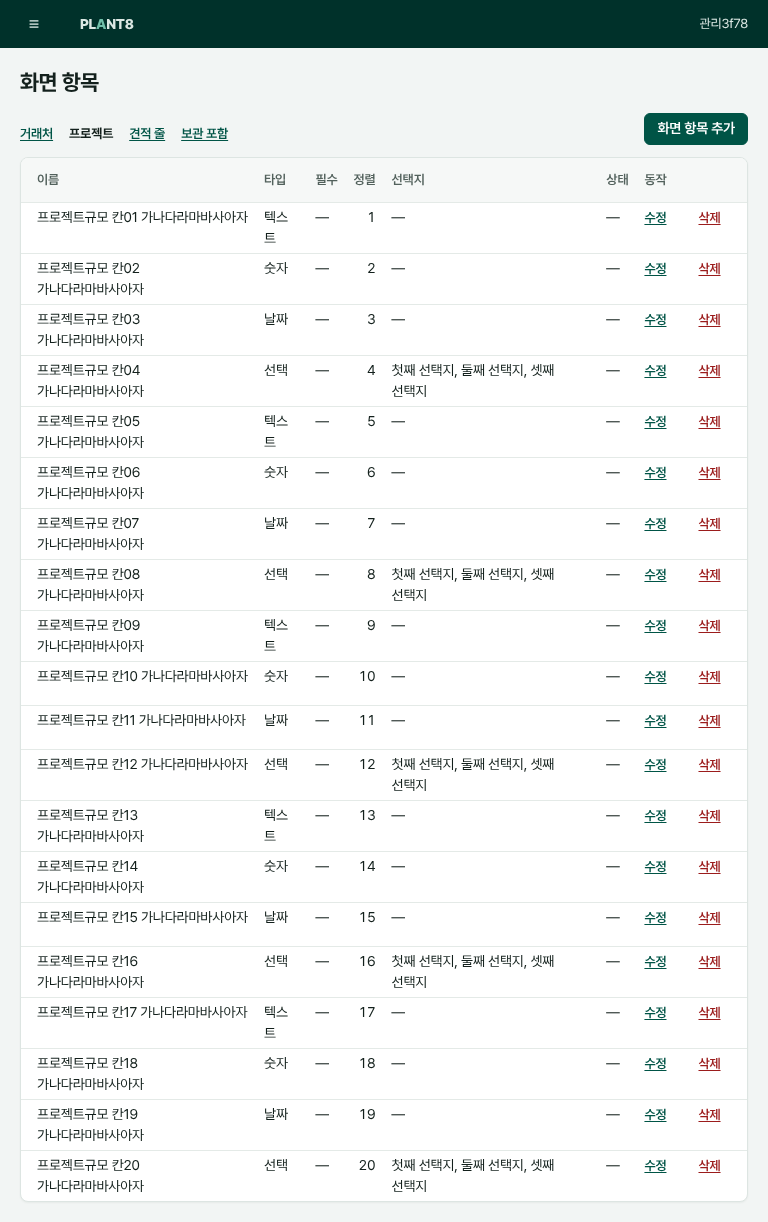 ≡ PLANT8 관리3f78
화면 항목
거래처 프로젝트 견적 줄 보관 포함 화면 항목 추가
이름 타입 필수 정렬 선택지 상태 동작
프로젝트규모 칸01 가나다라마바사아자 텍스 — 1 — — 수정 삭제
트
프로젝트규모 칸02 숫자 — 2 — — 수정 삭제
가나다라마바사아자
프로젝트규모 칸03 날짜 — 3 — — 수정 삭제
가나다라마바사아자
프로젝트규모 칸04 선택 — 4 첫째 선택지, 둘째 선택지, 셋째 — 수정 삭제
가나다라마바사아자 선택지
프로젝트규모 칸05 텍스 — 5 — — 수정 삭제
가나다라마바사아자 트
프로젝트규모 칸06 숫자 — 6 — — 수정 삭제
가나다라마바사아자
프로젝트규모 칸07 날짜 — 7 — — 수정 삭제
가나다라마바사아자
프로젝트규모 칸08 선택 — 8 첫째 선택지, 둘째 선택지, 셋째 — 수정 삭제
가나다라마바사아자 선택지
프로젝트규모 칸09 텍스 — 9 — — 수정 삭제
가나다라마바사아자 트
프로젝트규모 칸10 가나다라마바사아자 숫자 — 10 — — 수정 삭제
프로젝트규모 칸11 가나다라마바사아자 날짜 — 11 — — 수정 삭제
프로젝트규모 칸12 가나다라마바사아자 선택 — 12 첫째 선택지, 둘째 선택지, 셋째 — 수정 삭제
선택지
프로젝트규모 칸13 텍스 — 13 — — 수정 삭제
가나다라마바사아자 트
프로젝트규모 칸14 숫자 — 14 — — 수정 삭제
가나다라마바사아자
프로젝트규모 칸15 가나다라마바사아자 날짜 — 15 — — 수정 삭제
프로젝트규모 칸16 선택 — 16 첫째 선택지, 둘째 선택지, 셋째 — 수정 삭제
가나다라마바사아자 선택지
프로젝트규모 칸17 가나다라마바사아자 텍스 — 17 — — 수정 삭제
트
프로젝트규모 칸18 숫자 — 18 — — 수정 삭제
가나다라마바사아자
프로젝트규모 칸19 날짜 — 19 — — 수정 삭제
가나다라마바사아자
프로젝트규모 칸20 선택 — 20 첫째 선택지, 둘째 선택지, 셋째 — 수정 삭제
가나다라마바사아자 선택지